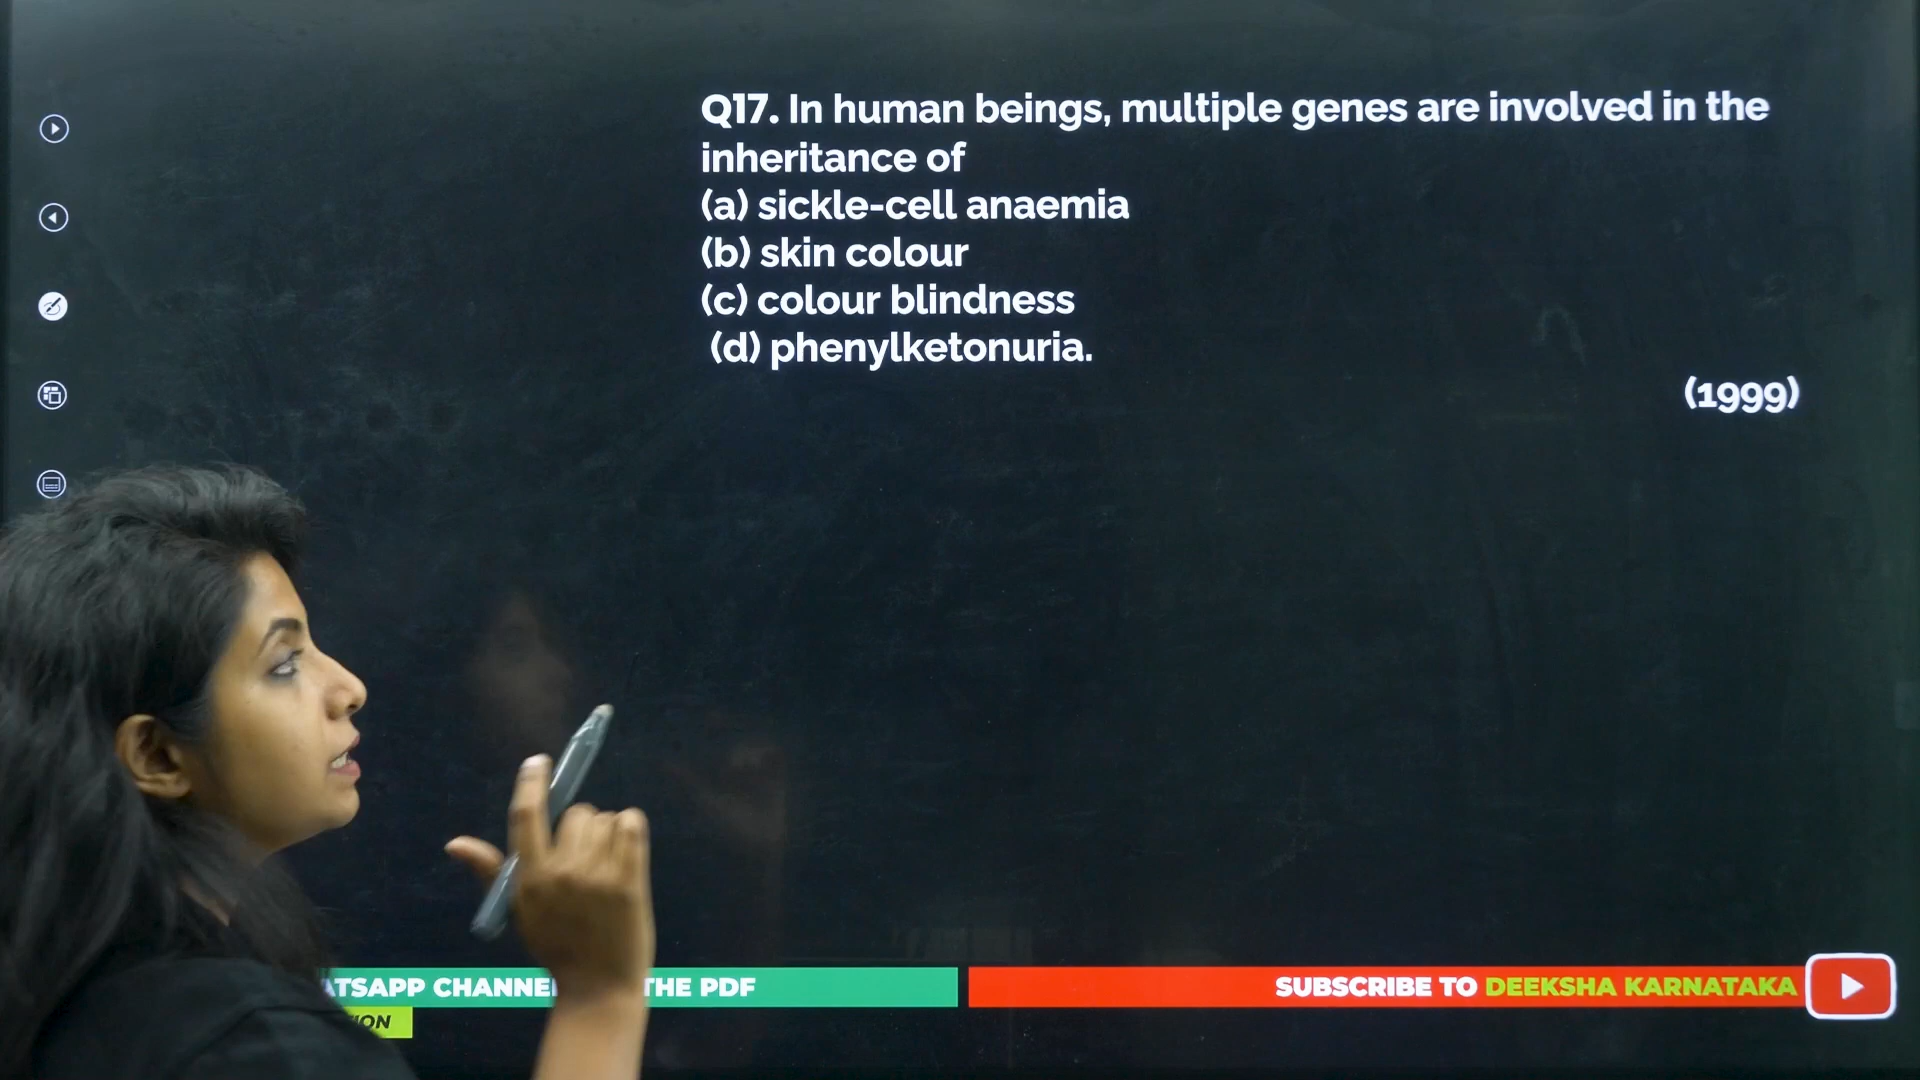 Q17. In human beings, multiple genes are involved in the
inheritance of
(a) sickle-cell anaemia
(b) skin colour
(c) colour blindness
(d) phenylketonuria.
(1999)
THE PDF
SUBSCRIBE TO DEEKSHA KARNATAKA